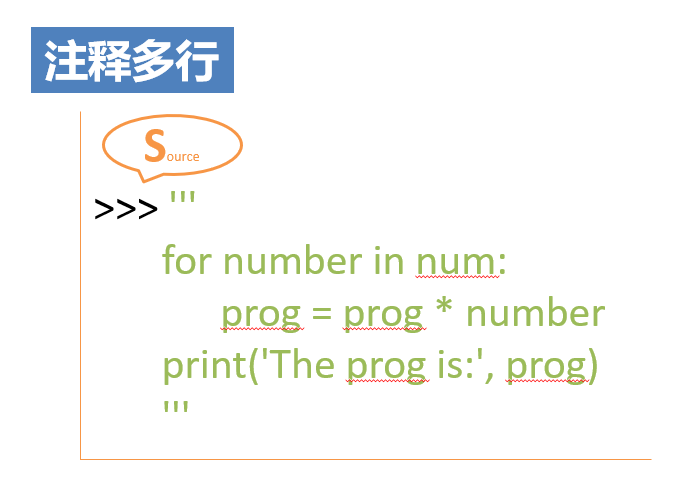 注释多行
Source
>>> '''
for number in num:
prog = prog * number
print('The prog is:', prog)
'''